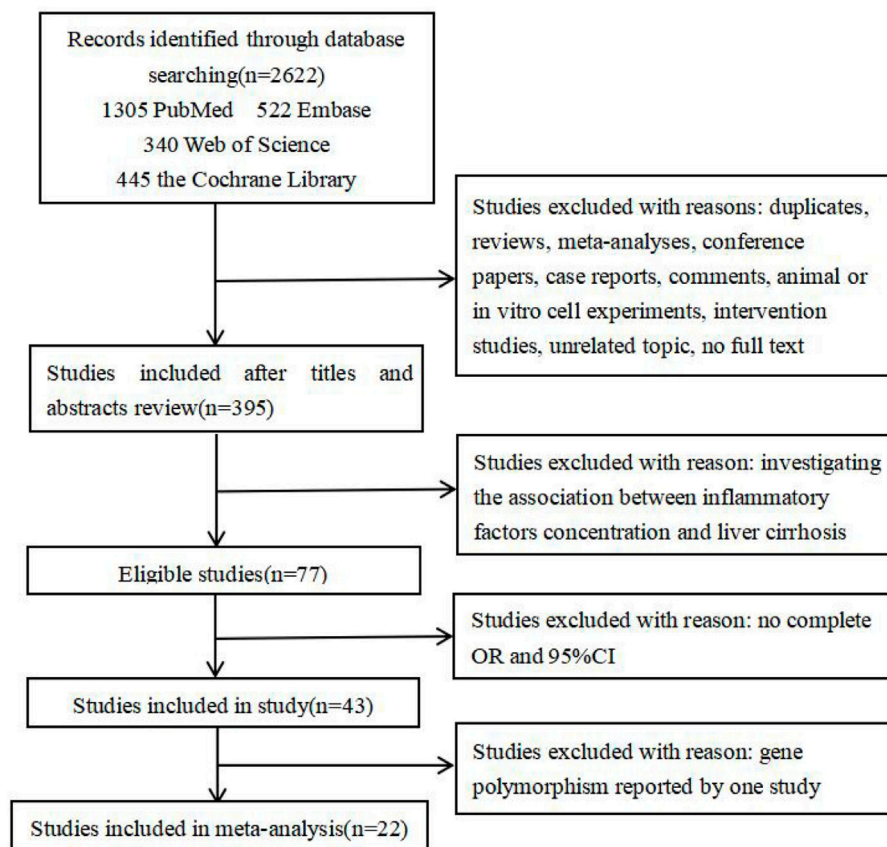 Records identified through database
searching(n=2622)
1305 PubMed 522 Embase
340 Web of Science
445 the Cochrane Library
Studies excluded with reasons: duplicates,
reviews, meta-analyses, conference
papers, case reports, comments, animal or
in vitro cell experiments, intervention
studies, unrelated topic, no full text
Studies included after titles and
abstracts review(n=395)
Studies excluded with reason: investigating
the association between inflammatory
factors concentration and liver cirrhosis
Eligible studies(n=77)
Studies excluded with reason: no complete
OR and 95%CI
Studies included in study(n=43)
Studies excluded with reason: gene
polymorphism reported by one study
Studies included in meta-analysis(n=22)